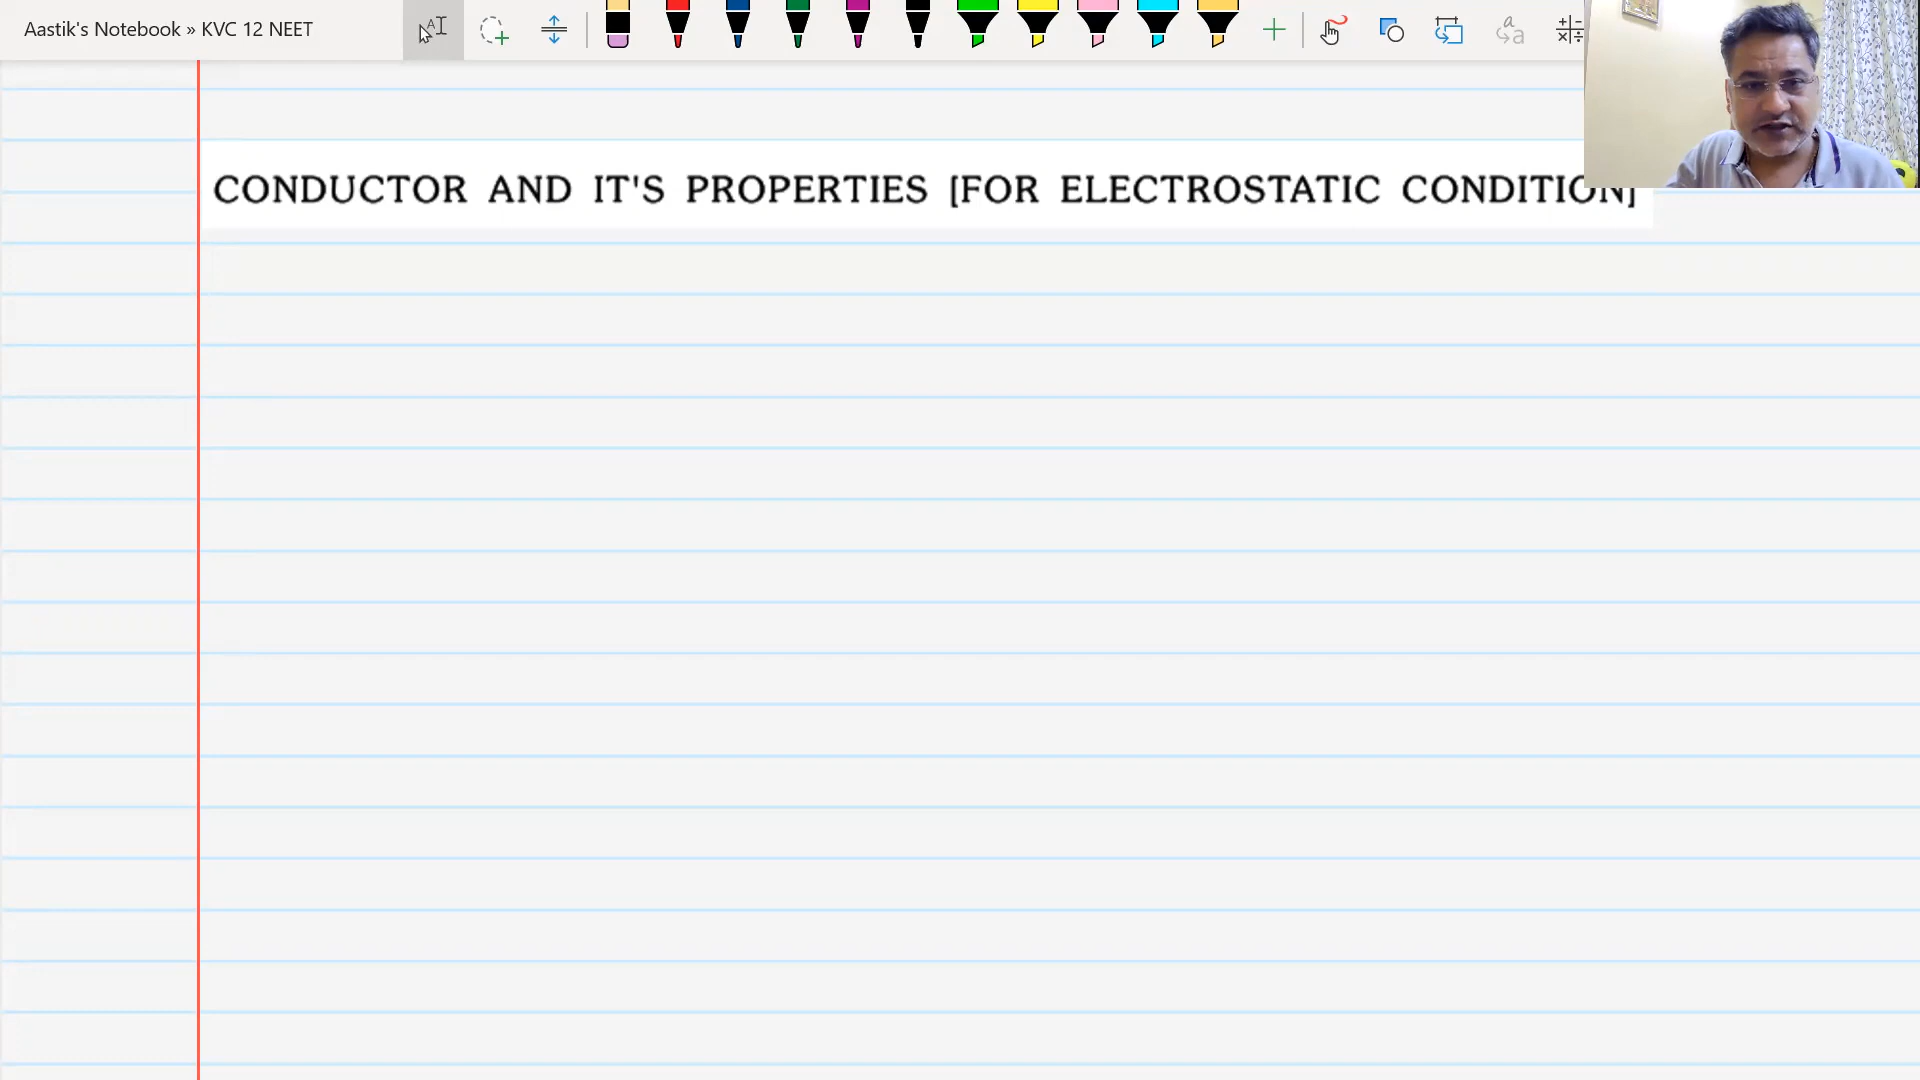 Aastik's Notebook » KVC 12 NEET
CONDUCTOR AND IT'S PROPERTIES [FOR ELECTROSTATIC CONDITION]